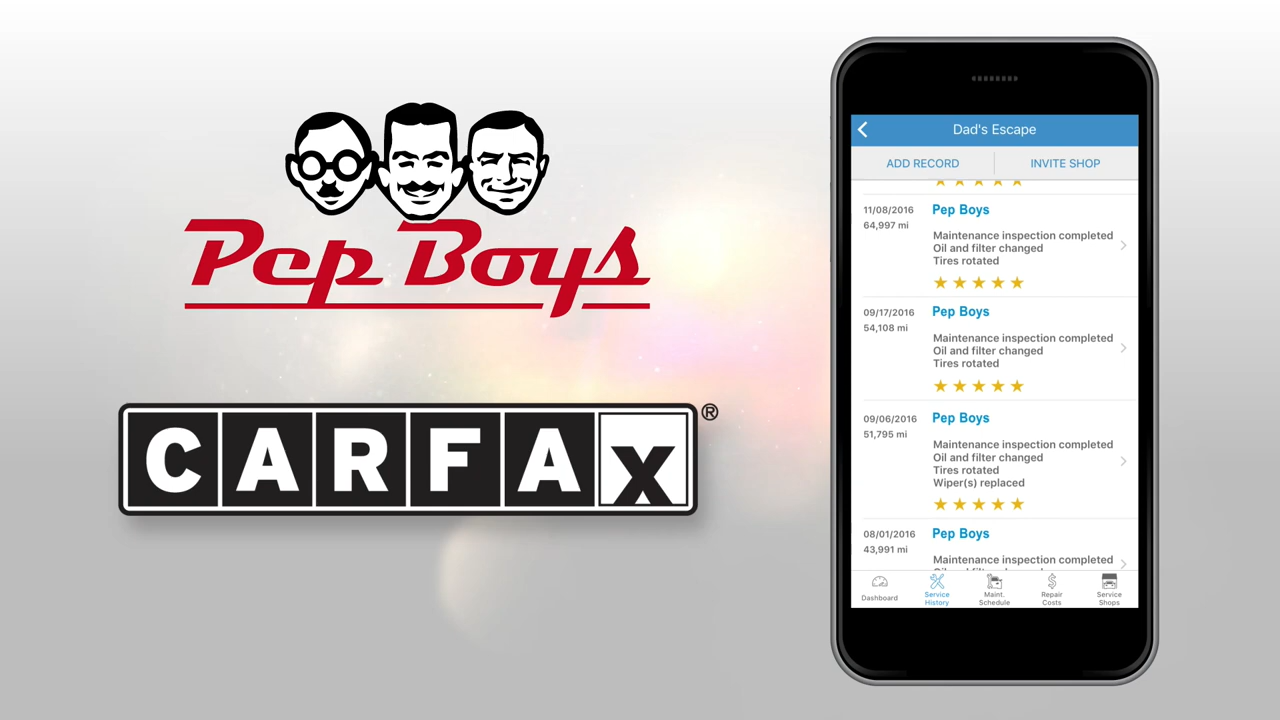 Pep Boys
CARFAX®
Dad's Escape
ADD RECORD
INVITE SHOP
11/08/2016
64,997 mi
Pep Boys
Maintenance inspection completed
Oil and filter changed
Tires rotated
09/17/2016
54,108 mi
Pep Boys
Maintenance inspection completed
Oil and filter changed
Tires rotated
09/06/2016
51,795 mi
Pep Boys
Maintenance inspection completed
Oil and filter changed
Tires rotated
Wiper(s) replaced
08/01/2016
43,991 mi
Pep Boys
Maintenance inspection completed
Dashboard
Service
History
Maint.
Schedule
Repair
Costs
Service
Shops